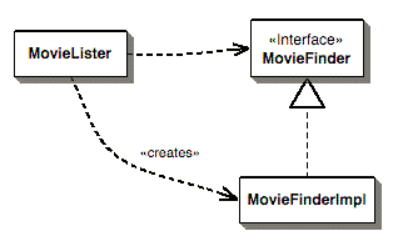 MovieLister
«Interface»
MovieFinder
«creates»
MovieFinderImpl